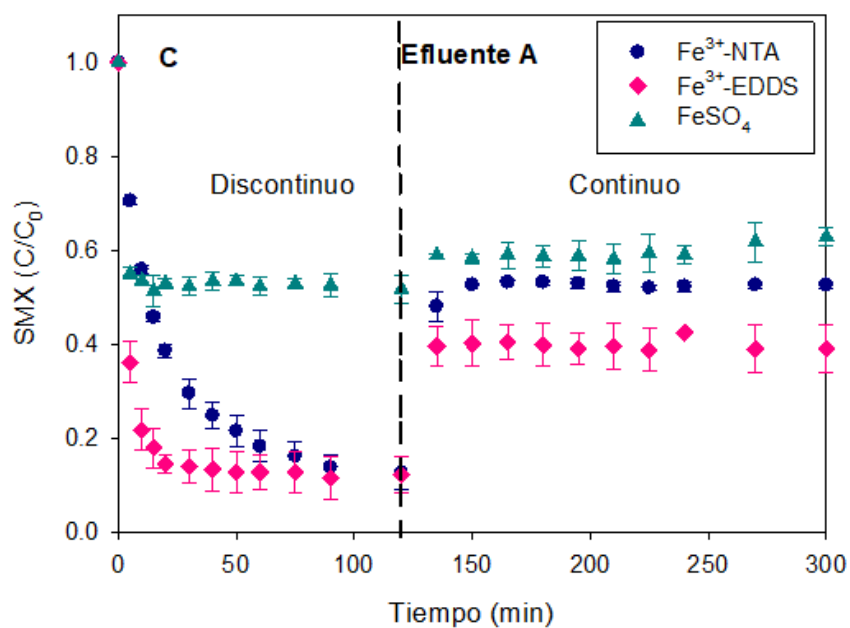 C
Efluente A
Fe³⁺-NTA
Fe³⁺-EDDS
FeSO₄
Discontinuo
Continuo
SMX (C/C₀)
1.0
0.8
0.6
0.4
0.2
0.0
0 50 100 150 200 250 300
Tiempo (min)